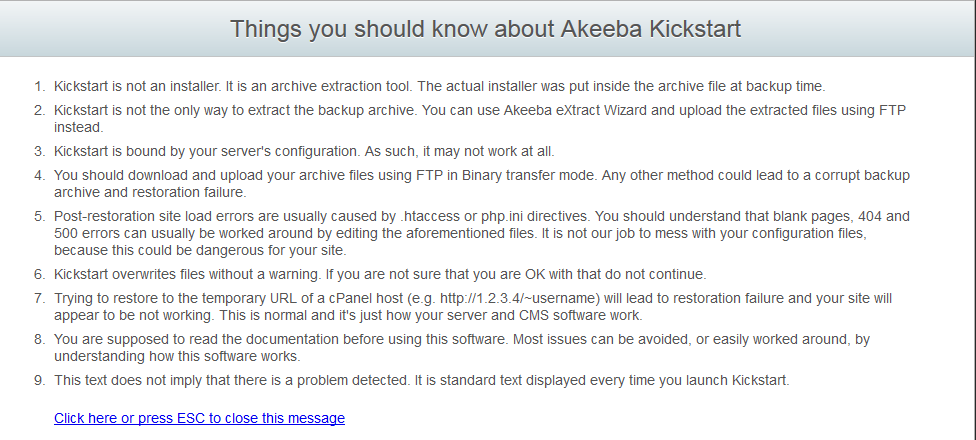 Things you should know about Akeeba Kickstart
1. Kickstart is not an installer. It is an archive extraction tool. The actual installer was put inside the archive file at backup time.
2. Kickstart is not the only way to extract the backup archive. You can use Akeeba eXtract Wizard and upload the extracted files using FTP
instead.
3. Kickstart is bound by your server's configuration. As such, it may not work at all.
4. You should download and upload your archive files using FTP in Binary transfer mode. Any other method could lead to a corrupt backup
archive and restoration failure.
5. Post-restoration site load errors are usually caused by .htaccess or php.ini directives. You should understand that blank pages, 404 and
500 errors can usually be worked around by editing the aforementioned files. It is not our job to mess with your configuration files,
because this could be dangerous for your site.
6. Kickstart overwrites files without a warning. If you are not sure that you are OK with that do not continue.
7. Trying to restore to the temporary URL of a cPanel host (e.g. http://1.2.3.4/~username) will lead to restoration failure and your site will
appear to be not working. This is normal and it's just how your server and CMS software work.
8. You are supposed to read the documentation before using this software. Most issues can be avoided, or easily worked around, by
understanding how this software works.
9. This text does not imply that there is a problem detected. It is standard text displayed every time you launch Kickstart.
Click here or press ESC to close this message